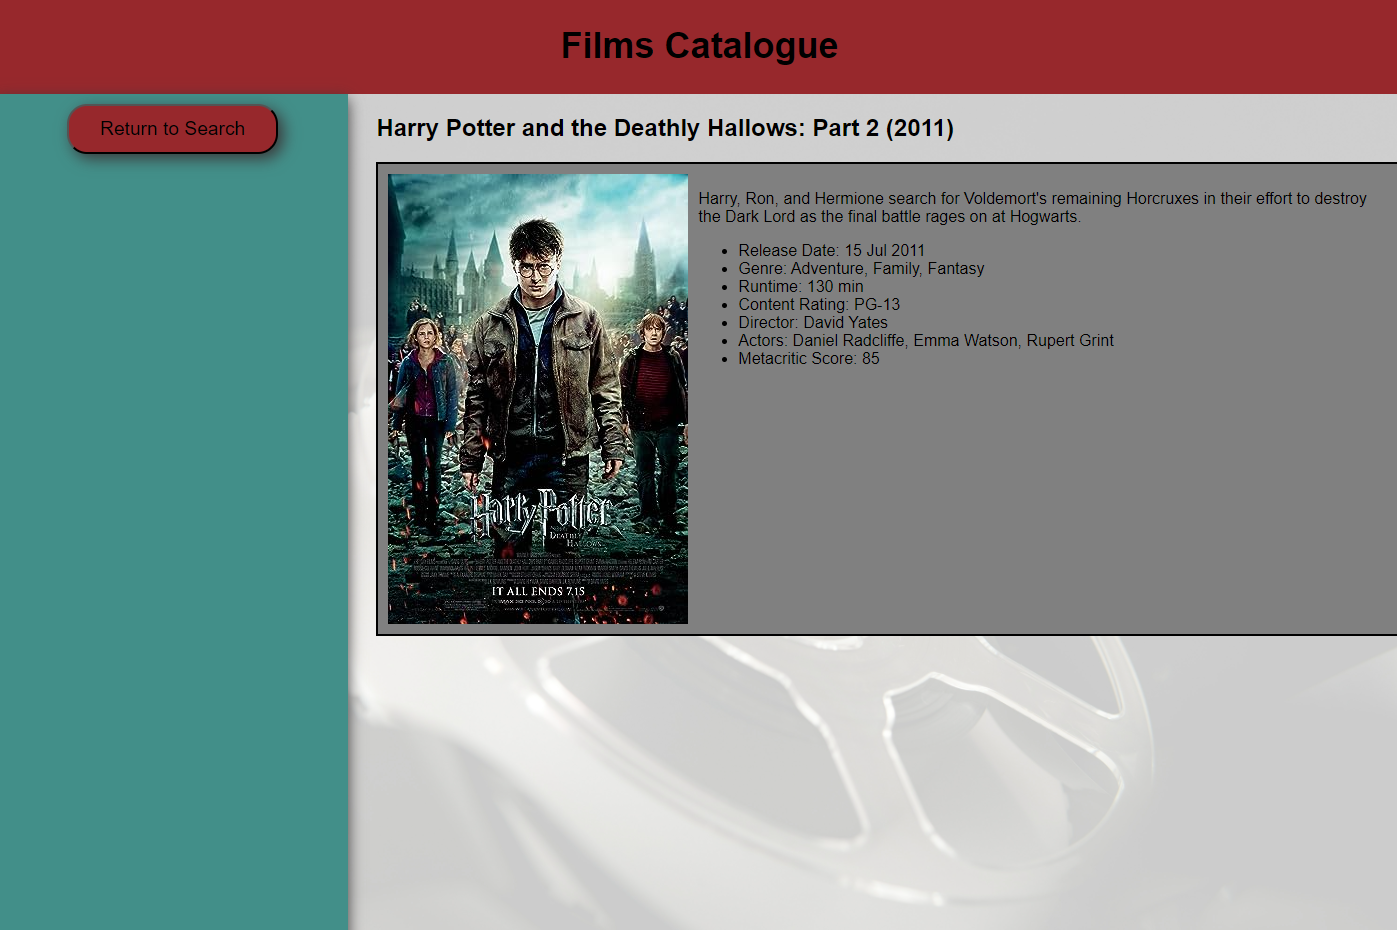 Films Catalogue
Return to Search
Harry Potter and the Deathly Hallows: Part 2 (2011)
Harry, Ron, and Hermione search for Voldemort's remaining Horcruxes in their effort to destroy
the Dark Lord as the final battle rages on at Hogwarts.
Release Date: 15 Jul 2011
Genre: Adventure, Family, Fantasy
Runtime: 130 min
Content Rating: PG-13
Director: David Yates
Actors: Daniel Radcliffe, Emma Watson, Rupert Grint
Metacritic Score: 85
Harry Potter
DEATHLY
HALLOWS
IT ALL ENDS 7.15